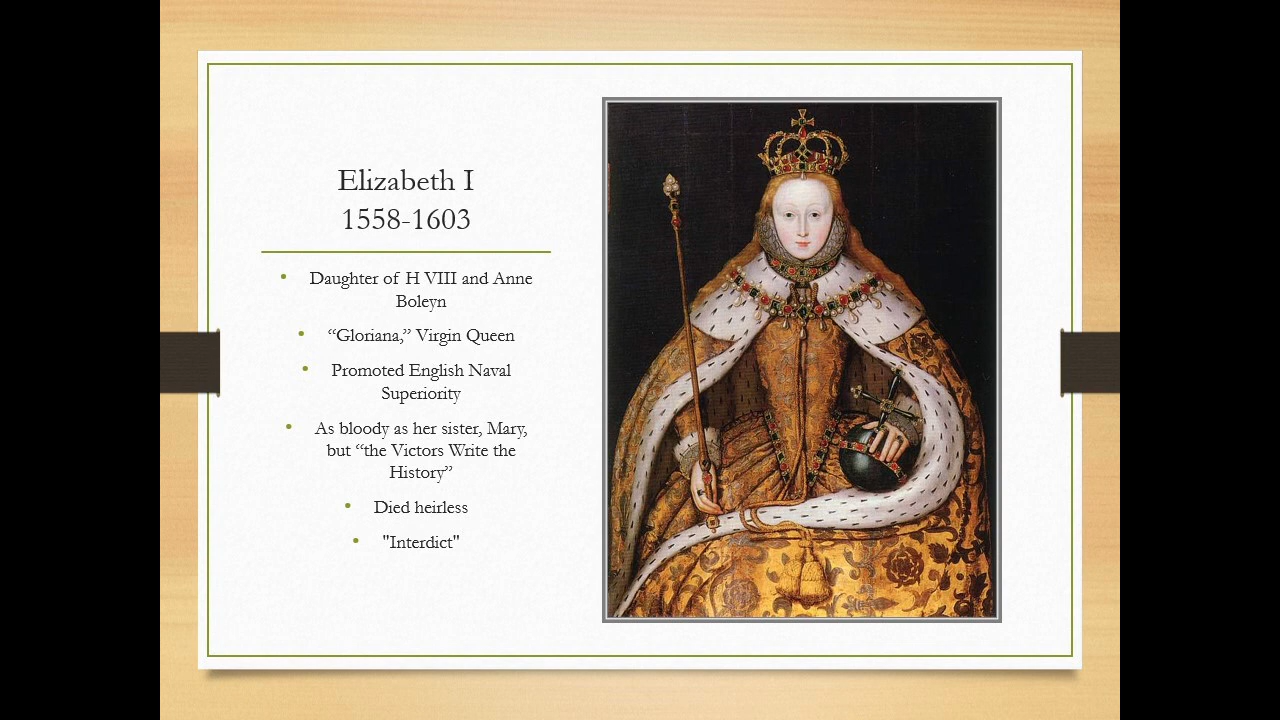 Elizabeth I
1558-1603
• Daughter of H VIII and Anne
Boleyn
• “Gloriana,” Virgin Queen
• Promoted English Naval
Superiority
• As bloody as her sister, Mary,
but “the Victors Write the
History”
• Died heirless
• "Interdict"